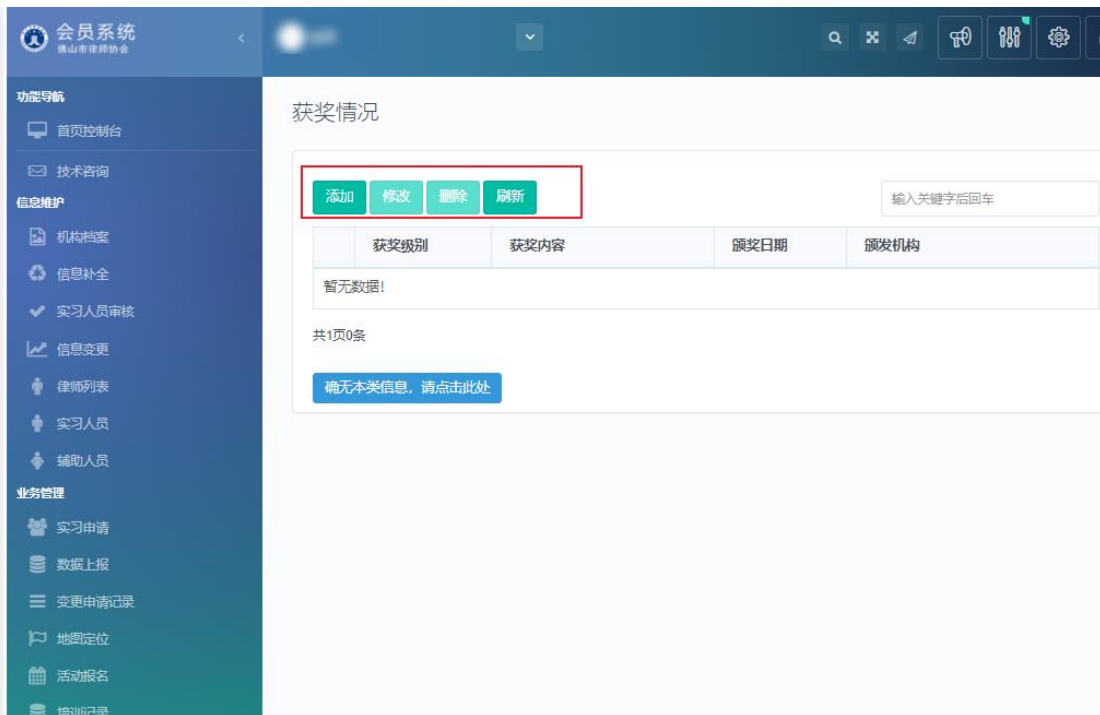 会员系统
佛山市律师协会
功能导航
首页控制台
技术咨询
信息维护
机构档案
信息补全
实习人员审核
信息变更
律师列表
实习人员
辅助人员
业务管理
实习申请
数据上报
变更申请记录
地图定位
活动报名
培训记录
获奖情况
添加 修改 删除 刷新 输入关键字后回车
获奖级别 获奖内容 颁奖日期 颁发机构
暂无数据!
共1页0条
确无本类信息，请点击此处